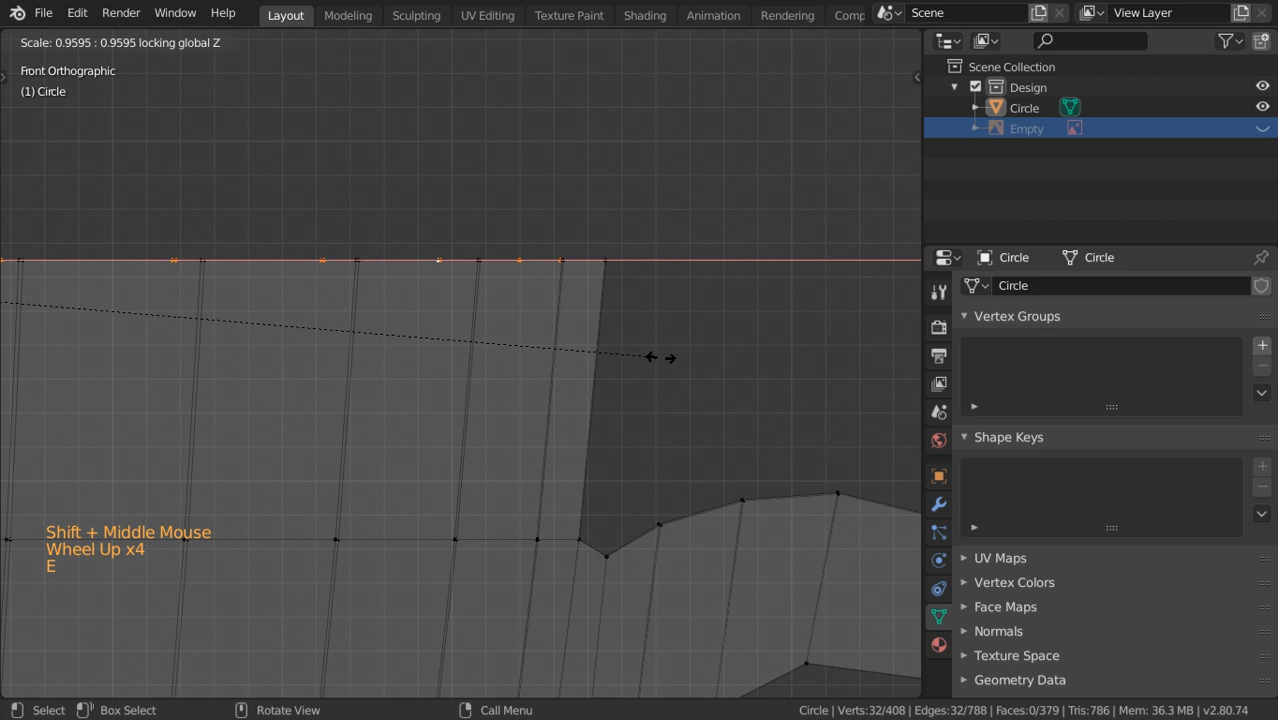 File Edit Render Window Help Layout Modeling Sculpting UV Editing Texture Paint Shading Animation Rendering Comp Scene View Layer
Scale: 0.9595 : 0.9595 locking global Z
Front Orthographic
(1) Circle
Shift + Middle Mouse
Wheel Up x4
E
Scene Collection
Design
Circle
Empty
Circle Circle
Circle
Vertex Groups
Shape Keys
UV Maps
Vertex Colors
Face Maps
Normals
Texture Space
Geometry Data
Select Box Select Rotate View Call Menu Circle | Verts:32/408 | Edges:32/788 | Faces:0/379 | Tris:786 | Mem: 36.3 MB | v2.80.74